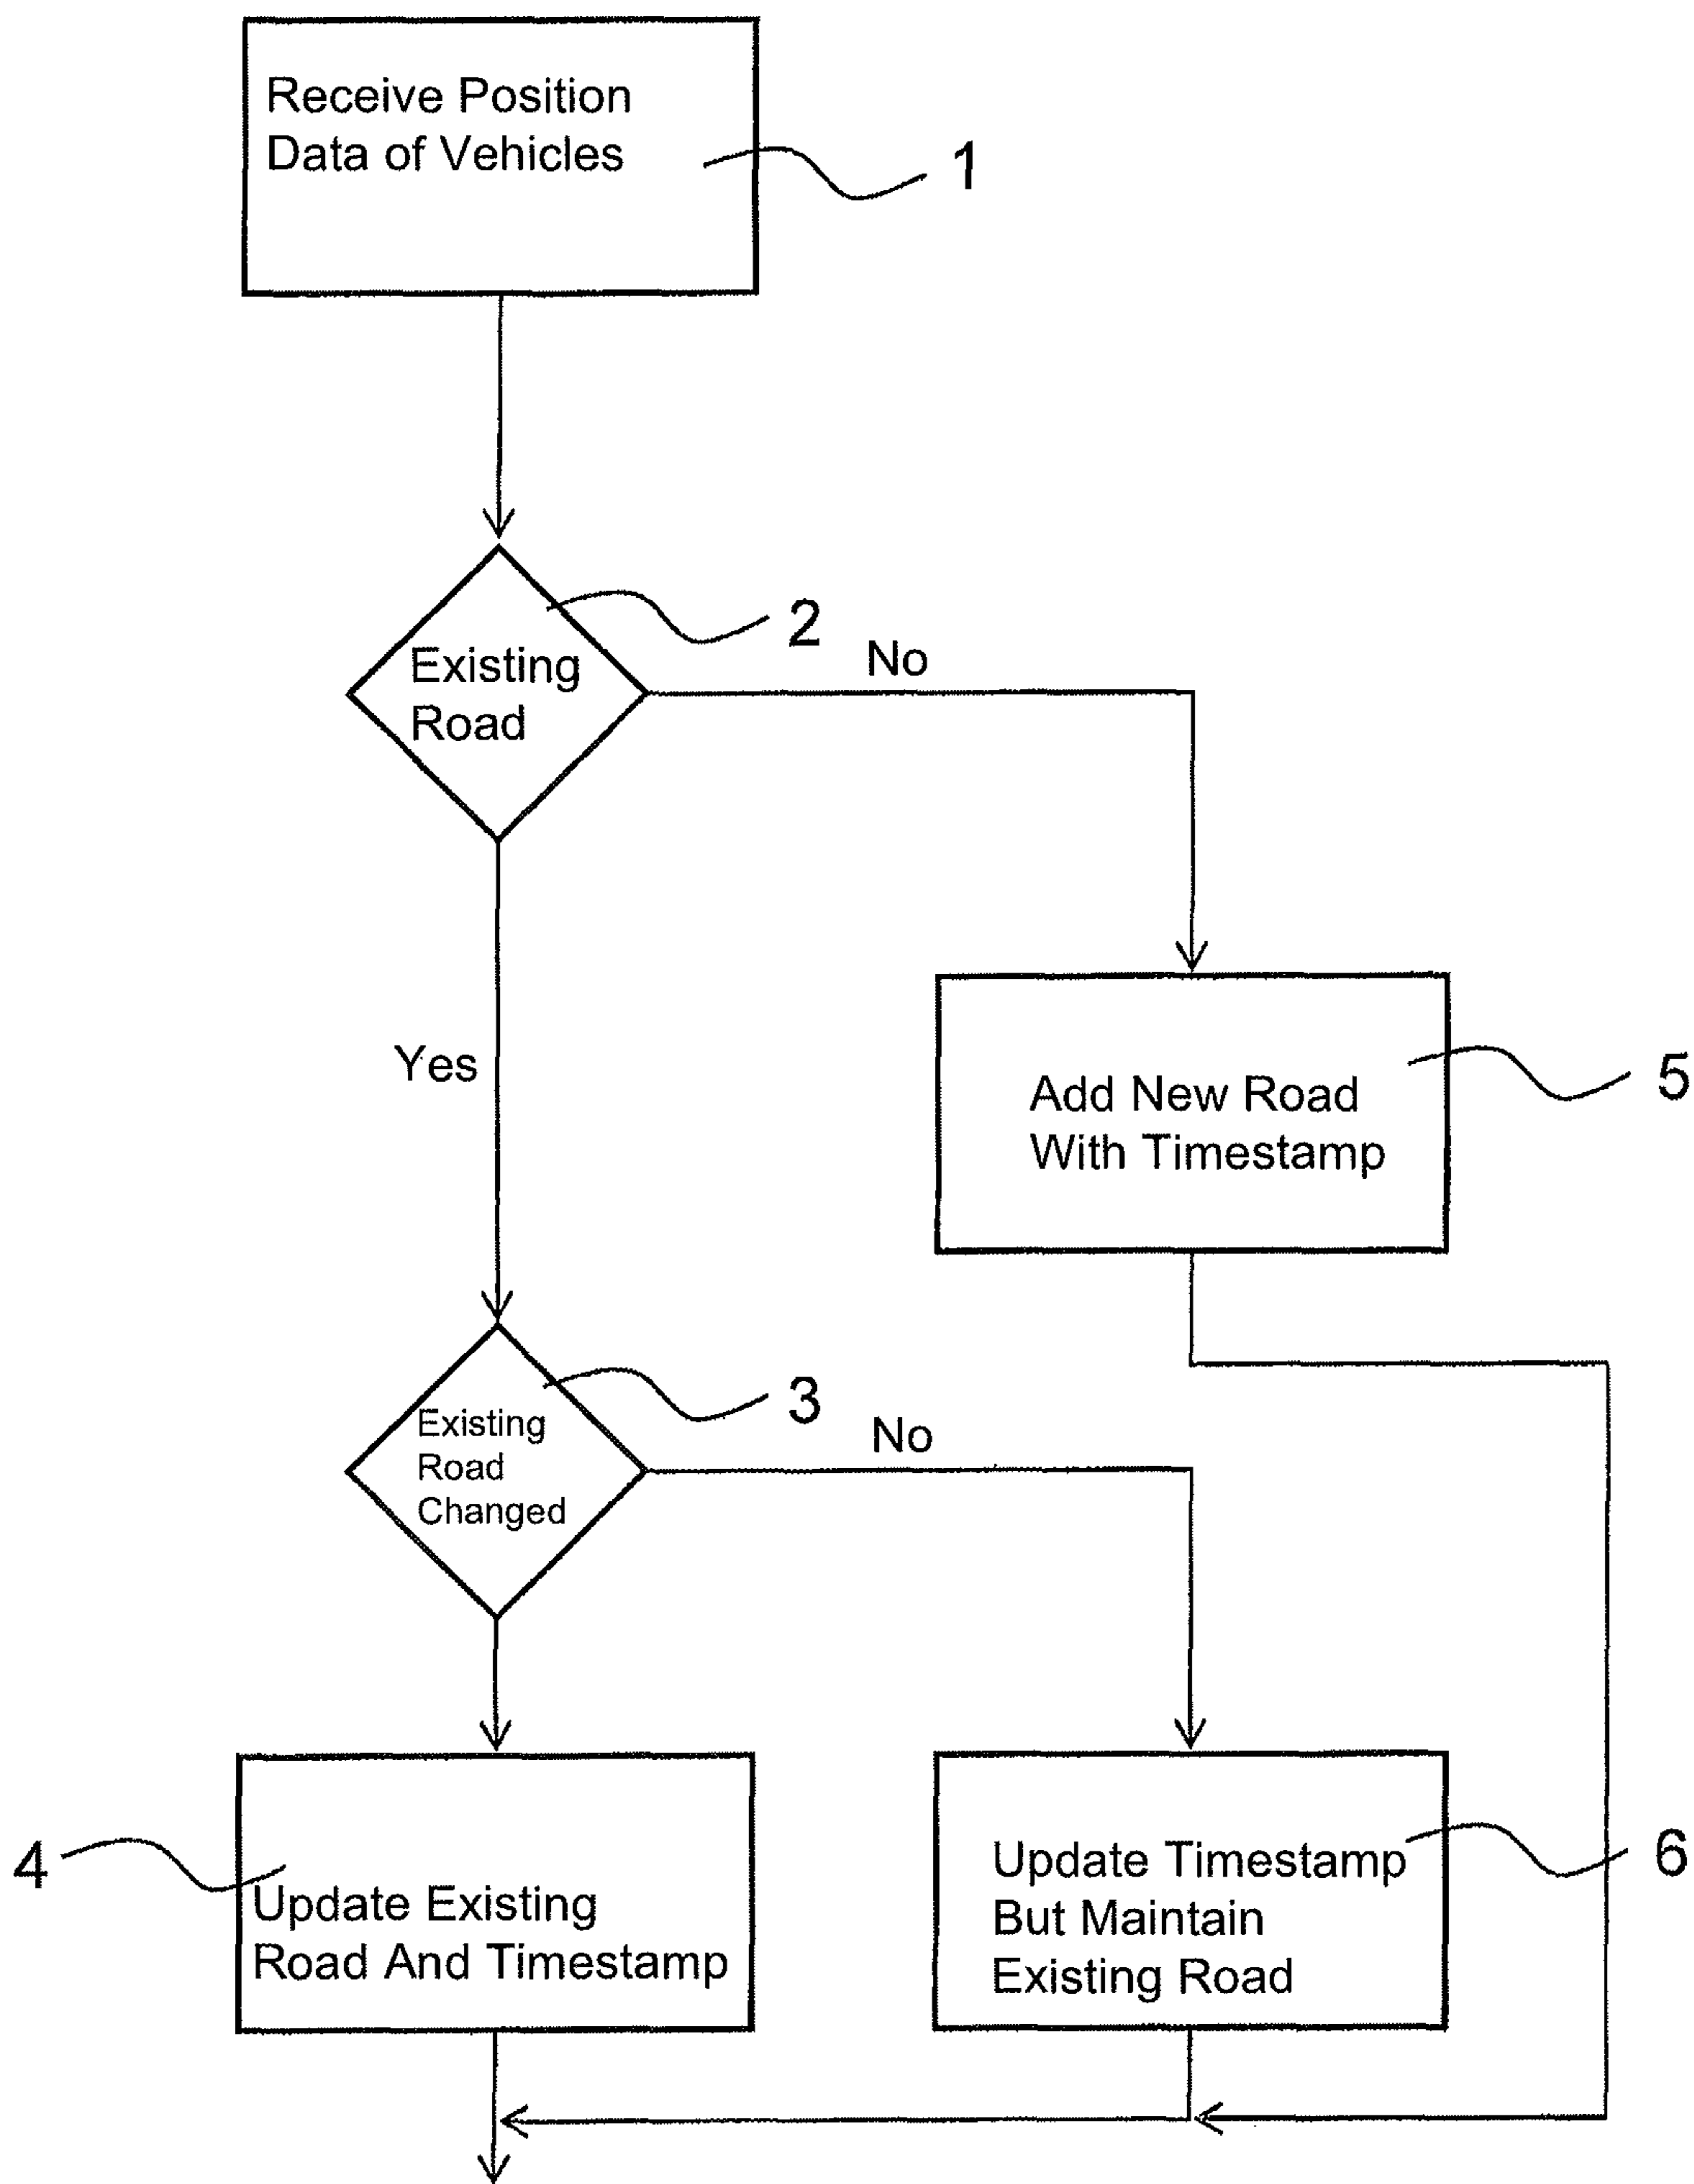 Receive Position
Data of Vehicles
1
2
No
Existing
Road
Yes
5
Add New Road
With Timestamp
3
No
Existing
Road
Changed
4
Update Existing
Road And Timestamp
6
Update Timestamp
But Maintain
Existing Road